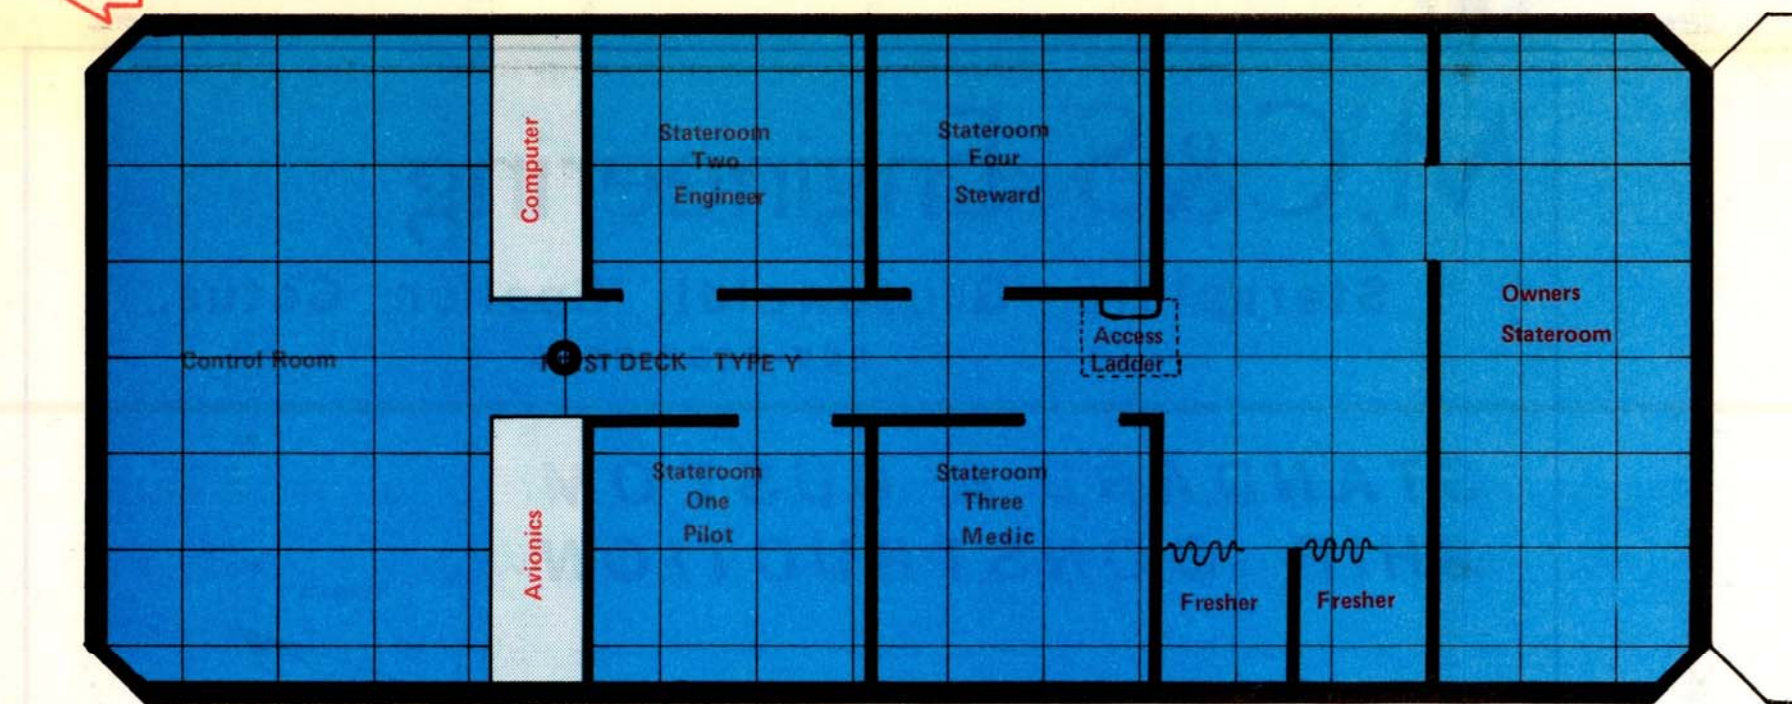 Computer
Stateroom
Two
Engineer
Stateroom
Four
Steward
Owners
Stateroom
Control Room
ST DECK TYPE Y
Access
Ladder
Avionics
Stateroom
One
Pilot
Stateroom
Three
Medic
Fresher
Fresher